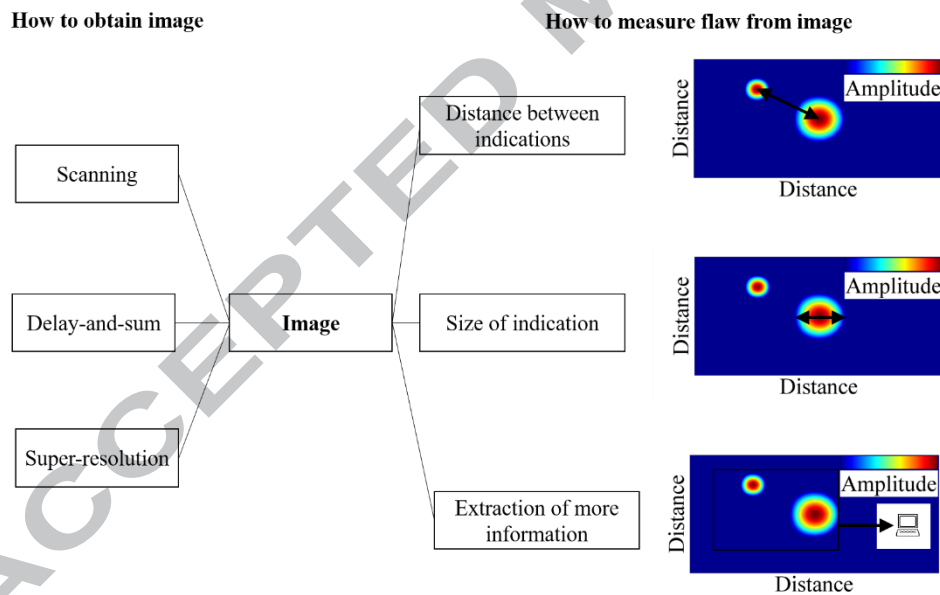 How to obtain image
How to measure flaw from image
Scanning
Delay-and-sum
Super-resolution
Image
Distance between
indications
Size of indication
Extraction of more
information
Amplitude
Distance
Distance
Amplitude
Distance
Distance
Amplitude
Distance
Distance
ACCEPTED M